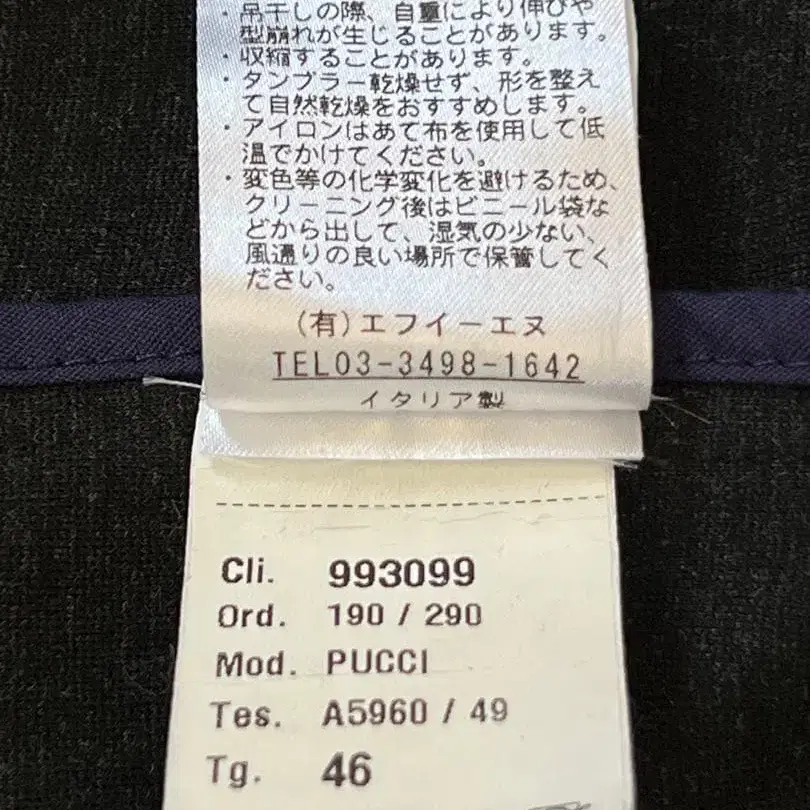 ・吊干しの際、自重により伸びや
型崩れが生じることがあります。
・収縮することがあります。
・タンブラー乾燥せず、形を整え
て自然乾燥をおすすめします。
・アイロンはあて布を使用して低
温でかけてください。
・変色等の化学変化を避けるため、
クリーニング後はビニール袋な
どから出して、湿気の少ない、
風通りの良い場所で保管してく
ださい。
(有)エフイーエヌ
TEL03-3498-1642
イタリア製
Cli. 993099
Ord. 190 / 290
Mod. PUCCI
Tes. A5960 / 49
Tg. 46